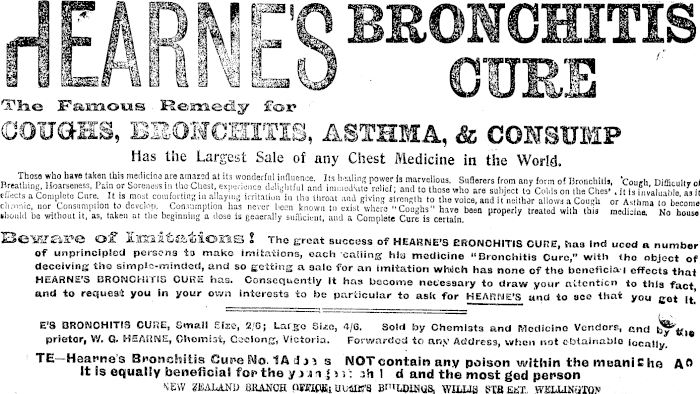 HEARNE'S BRONCHITIS
CURE
The Famous Remedy for
COUGHS, BRONCHITIS, ASTHMA, & CONSUMP
Has the Largest Sale of any Chest Medicine in the World.
Those who have taken this medicine are amazed at its wonderful influence. Its healing power is marvellous. Sufferers from any form of Bronchitis, Cough, Difficulty of
Breathing, Hoarseness, Pain or Soreness in the Chest, experience delightful and immediate relief; and to those who are subject to Colds on the Chest, it is invaluable, as it
effects a Complete Cure. It is most comforting in allaying irritation in the throat and giving strength to the voice, and it neither allows a Cough or Asthma to become
chronic, nor Consumption to develop. Consumption has never been known to exist where "Coughs" have been properly treated with this medicine. No house
should be without it, as, taken at the beginning a dose is generally sufficient, and a Complete Cure is certain.
Beware of Imitations! The great success of HEARNE'S BRONCHITIS CURE, has induced a number
of unprincipled persons to make imitations, each calling his medicine "Bronchitis Cure," with the object of
deceiving the simple-minded, and so getting a sale for an imitation which has none of the beneficial effects that
HEARNE'S BRONCHITIS CURE has. Consequently it has become necessary to draw your attention to this fact,
and to request you in your own interests to be particular to ask for HEARNE'S and to see that you get it.
E'S BRONCHITIS CURE, Small Size, 2/6; Large Size, 4/6. Sold by Chemists and Medicine Vendors, and by the
prietor, W. G. HEARNE, Chemist, Geelong, Victoria. Forwarded to any Address, when not obtainable locally.
TE—Hearne's Bronchitis Cure No. 1A does NOT contain any poison within the meani he Ac
It is equally beneficial for the youngest child and the most ged person
NEW ZEALAND BRANCH OFFICE; HUME'S BUILDINGS, WILLIS STREET, WELLINGTON